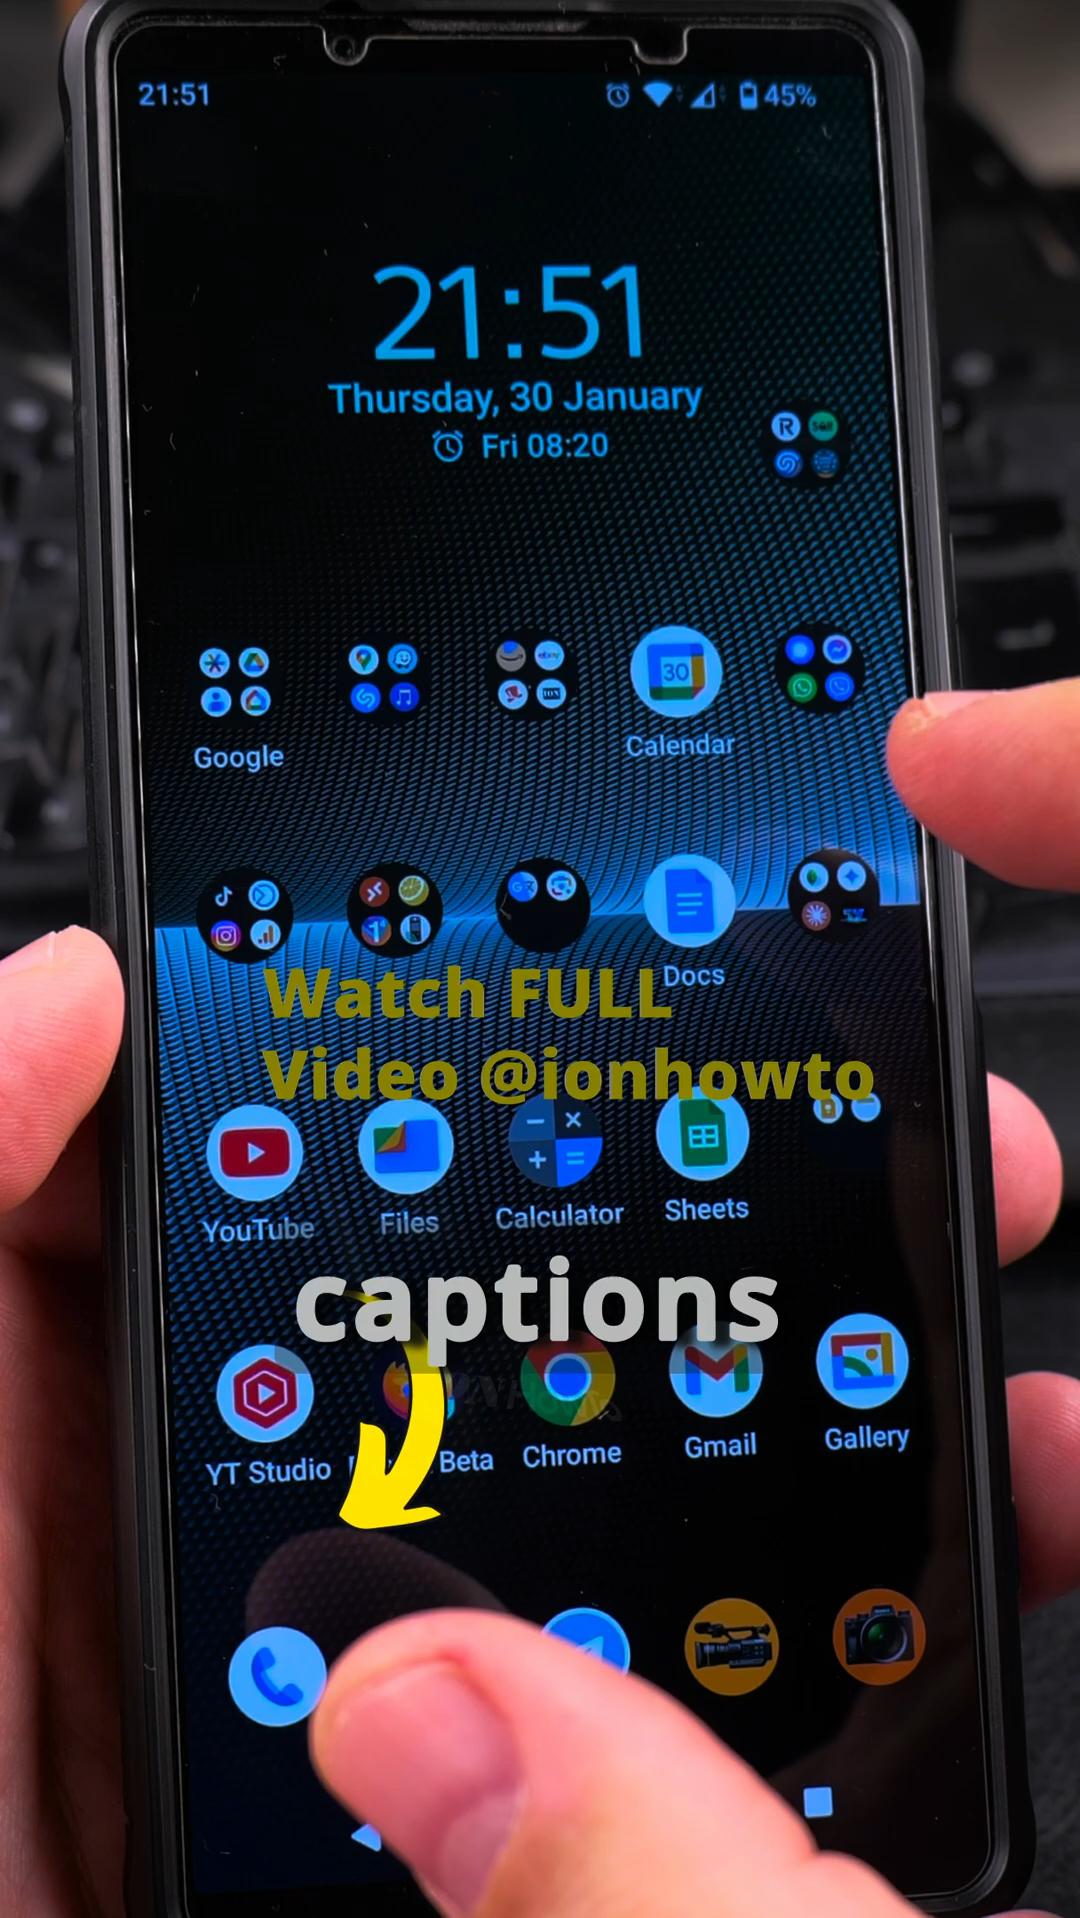 21:51
45%
21:51
Thursday, 30 January
Fri 08:20
30
Google
Calendar
Docs
Watch FULL
Video @ionhowto
YouTube
Files
Calculator
Sheets
captions
YT Studio
Beta
Chrome
Gmail
Gallery